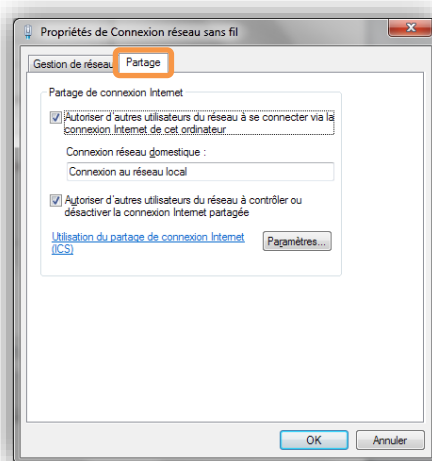 Propriétés de Connexion réseau sans fil
Gestion de réseau Partage
Partage de connexion Internet
Autoriser d'autres utilisateurs du réseau à se connecter via la
connexion Internet de cet ordinateur
Connexion réseau domestique :
Connexion au réseau local
Autoriser d'autres utilisateurs du réseau à contrôler ou
désactiver la connexion Internet partagée
Utilisation du partage de connexion Internet
(ICS)
Paramètres...
OK Annuler